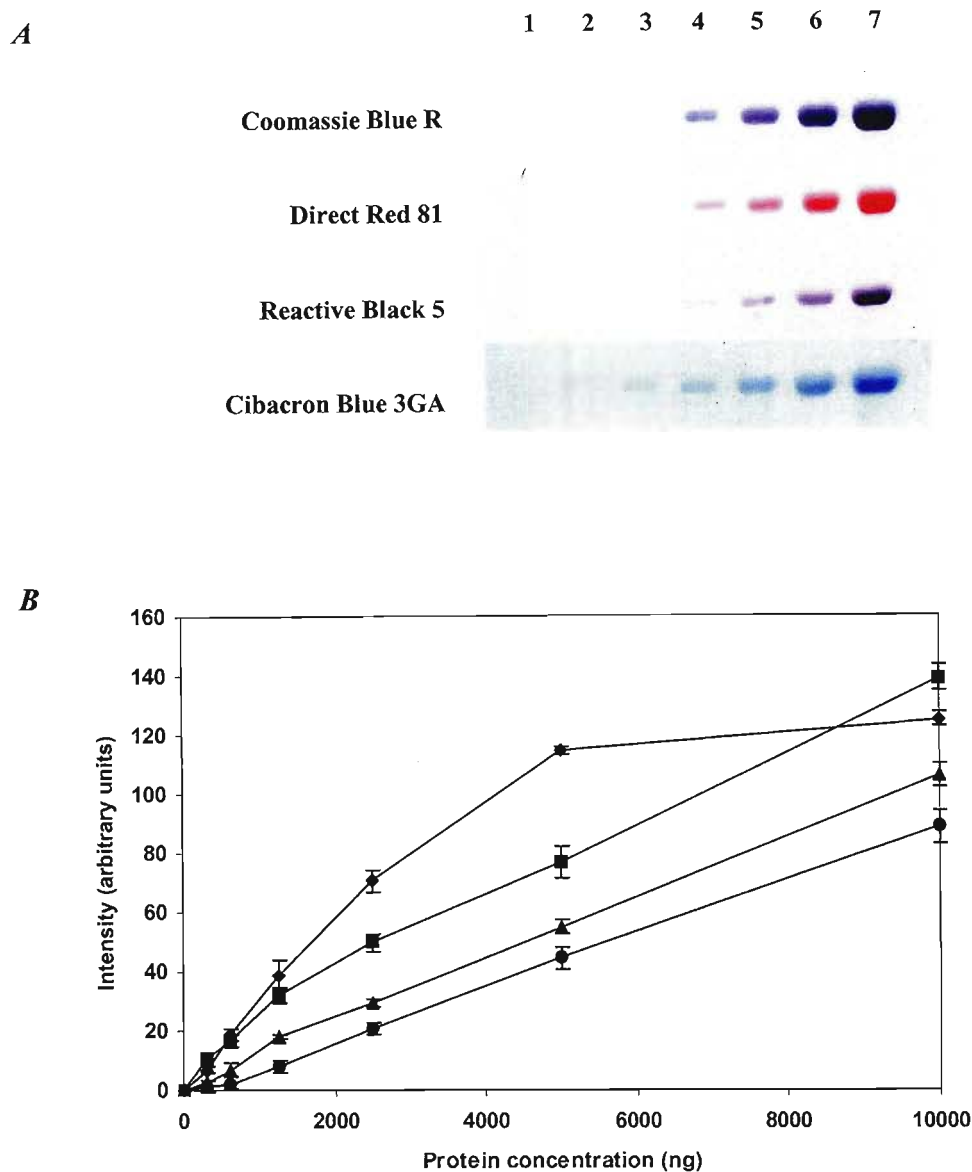 A
1 2 3 4 5 6 7
Coomassie Blue R
Direct Red 81
Reactive Black 5
Cibacron Blue 3GA
B
160
140
120
100
80
60
40
20
0
Intensity (arbitrary units)
0 2000 4000 6000 8000 10000
Protein concentration (ng)